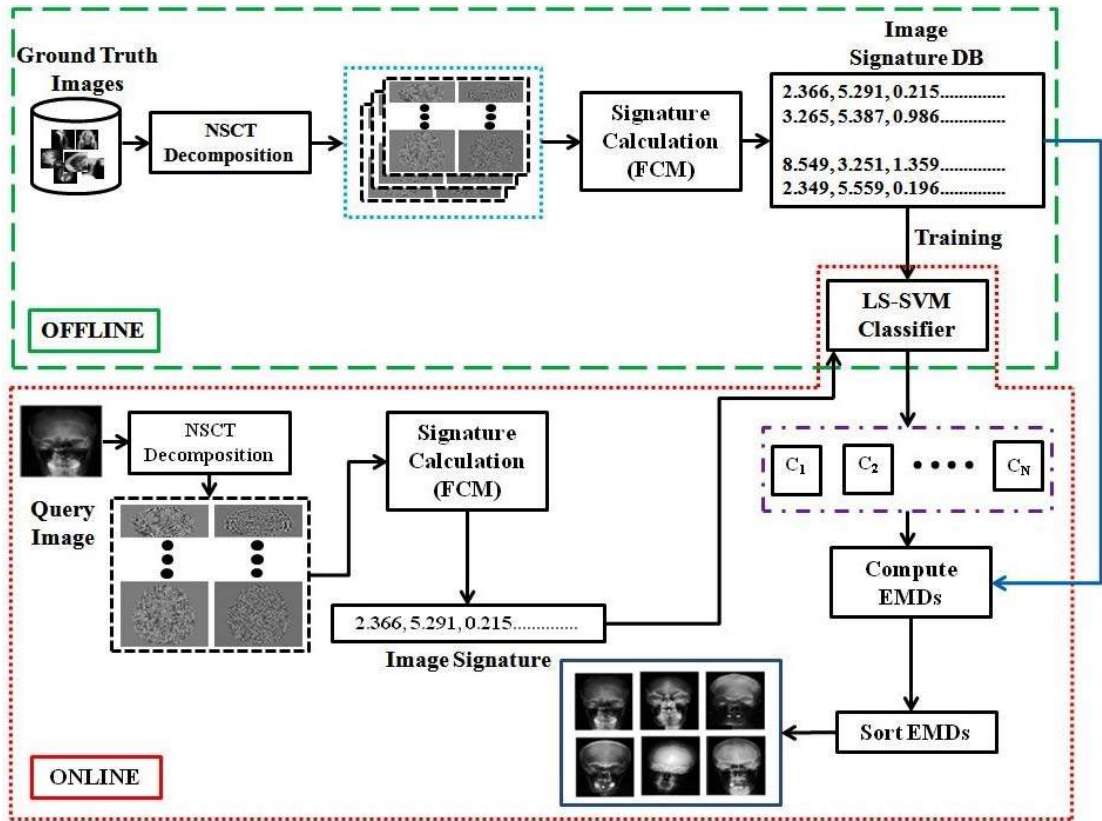 Ground Truth
Images
NSCT
Decomposition
Signature
Calculation
(FCM)
Image
Signature DB
2.366, 5.291, 0.215..............
3.265, 5.387, 0.986..............
8.549, 3.251, 1.359..............
2.349, 5.559, 0.196..............
Training
LS-SVM
Classifier
OFFLINE
NSCT
Decomposition
Query
Image
Signature
Calculation
(FCM)
2.366, 5.291, 0.215..............
Image Signature
C1
C2
CN
Compute
EMDs
Sort EMDs
ONLINE